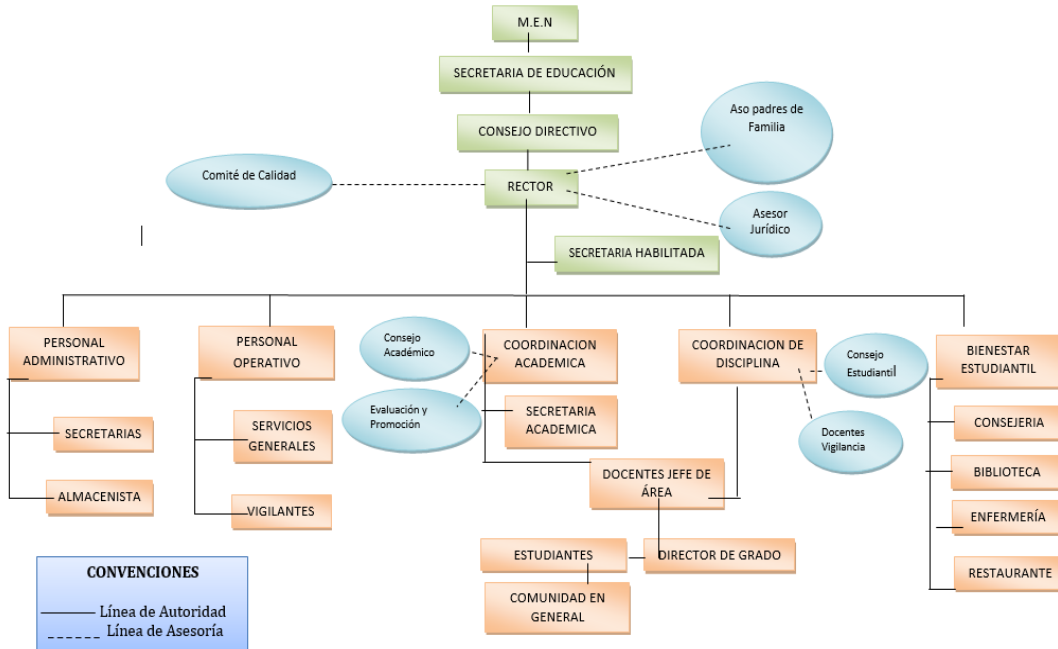 M.E.N
SECRETARIA DE EDUCACIÓN
CONSEJO DIRECTIVO
Aso padres de
Familia
Comité de Calidad
RECTOR
Asesor
Jurídico
SECRETARIA HABILITADA
PERSONAL
ADMINISTRATIVO
SECRETARIAS
ALMACENISTA
PERSONAL
OPERATIVO
SERVICIOS
GENERALES
VIGILANTES
Consejo
Académico
Evaluación y
Promoción
COORDINACION
ACADEMICA
SECRETARIA
ACADEMICA
DOCENTES JEFE DE
ÁREA
COORDINACION DE
DISCIPLINA
Consejo
Estudiantil
Docentes
Vigilancia
BIENESTAR
ESTUDIANTIL
CONSEJERIA
BIBLIOTECA
ENFERMERÍA
RESTAURANTE
ESTUDIANTES
DIRECTOR DE GRADO
COMUNIDAD EN
GENERAL
CONVENCIONES
Línea de Autoridad
Línea de Asesoría